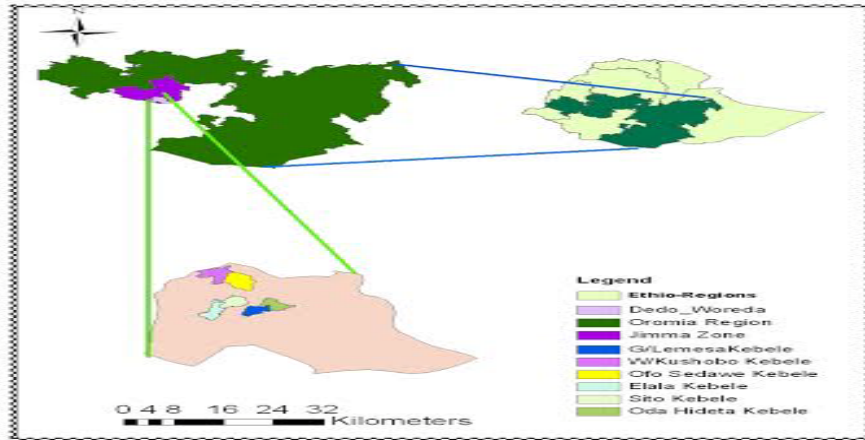 N
Legend
Ethio-Regions
Dedo_Woreda
Oromia Region
Jimma Zone
G/LemesaKebele
W/Kushobo Kebele
Ofo Sedawe Kebele
Elala Kebele
Sito Kebele
Oda Hideta Kebele
0 4 8 16 24 32
Kilometers